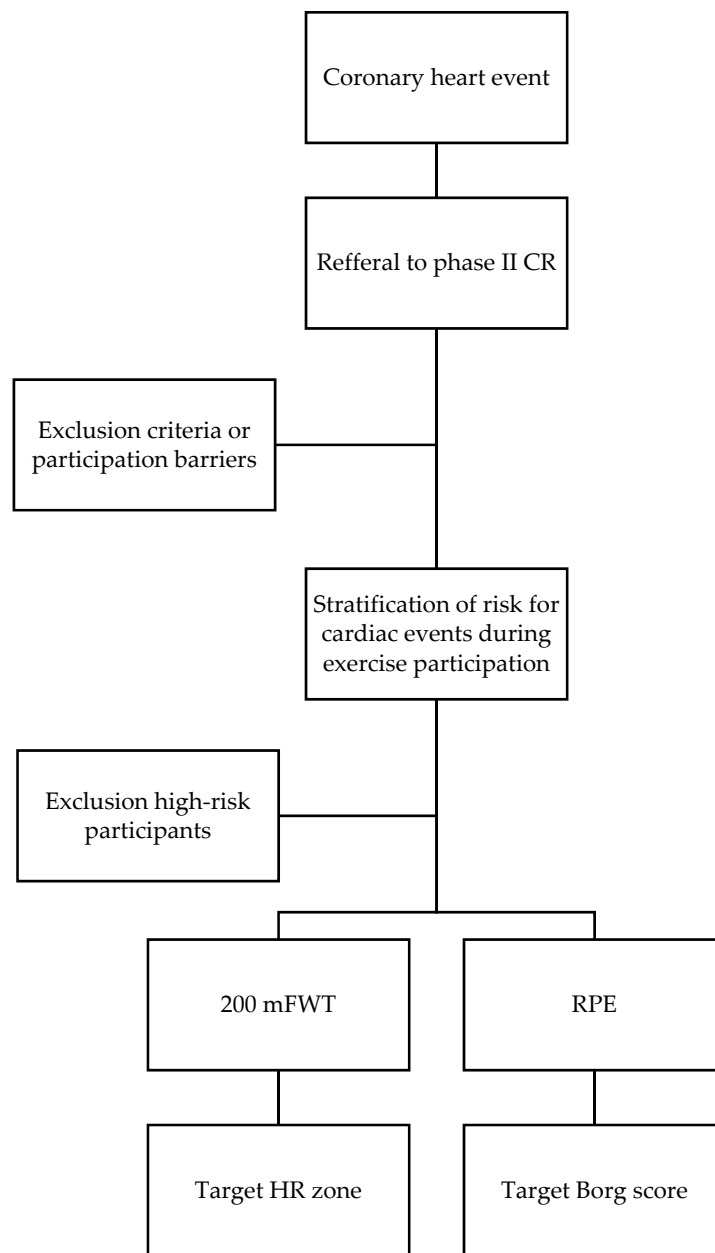 Coronary heart event
Refferal to phase II CR
Exclusion criteria or
participation barriers
Stratification of risk for
cardiac events during
exercise participation
Exclusion high-risk
participants
200 mFWT
RPE
Target HR zone
Target Borg score